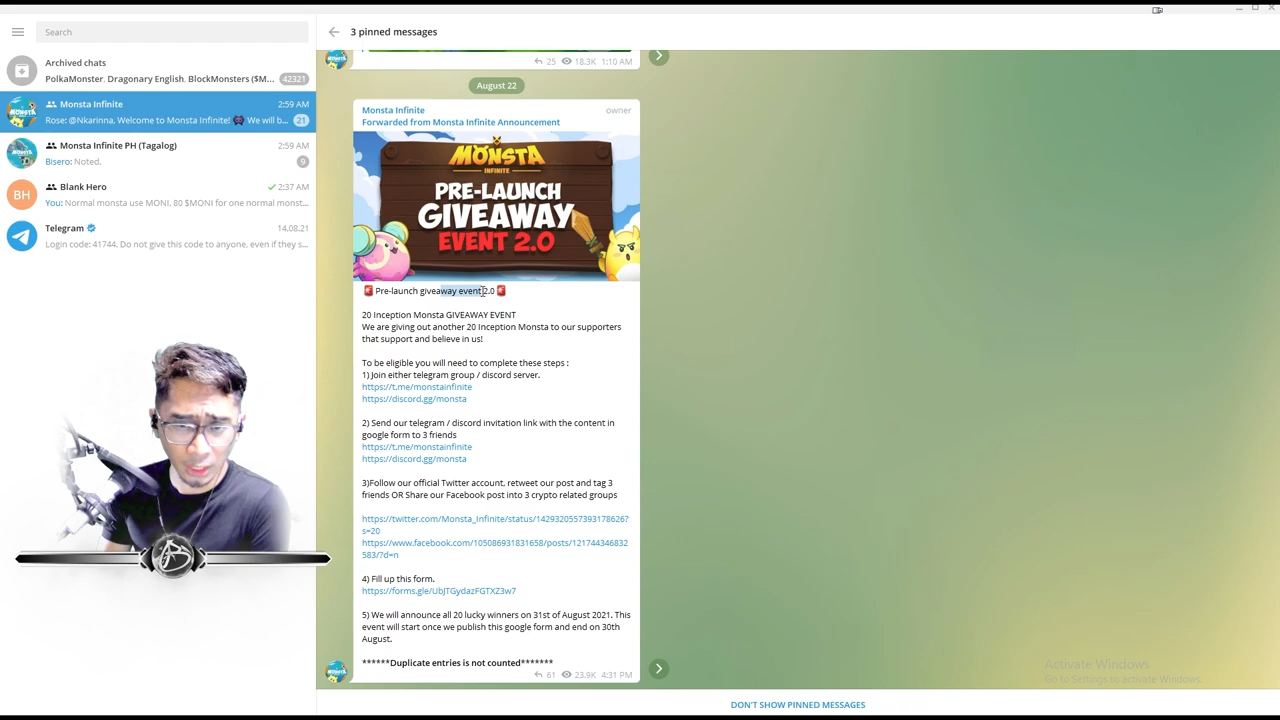 Search
3 pinned messages
Archived chats
PolkaMonster, Dragonary English, BlockMonsters ($M...
42321
Monsta Infinite
2:59 AM
Rose: @Nkarinna, Welcome to Monsta Infinite! 👾 We will b...
21
Monsta Infinite PH (Tagalog)
2:59 AM
Bisero: Noted.
9
BH
Blank Hero
2:37 AM
You: Normal monsta use MONI, 80 $MONI for one normal monst...
Telegram
14.08.21
Login code: 41744. Do not give this code to anyone, even if they s...
25 18.3K 1:10 AM
August 22
Monsta Infinite
owner
Forwarded from Monsta Infinite Announcement
MONSTA
INFINITE
PRE-LAUNCH
GIVEAWAY
EVENT 2.0
🚨 Pre-launch giveaway event 2.0 🚨
20 Inception Monsta GIVEAWAY EVENT
We are giving out another 20 Inception Monsta to our supporters
that support and believe in us!
To be eligible you will need to complete these steps :
1) Join either telegram group / discord server.
https://t.me/monstainfinite
https://discord.gg/monsta
2) Send our telegram / discord invitation link with the content in
google form to 3 friends
https://t.me/monstainfinite
https://discord.gg/monsta
3)Follow our official Twitter account, retweet our post and tag 3
friends OR Share our Facebook post into 3 crypto related groups
https://twitter.com/Monsta_Infinite/status/1429320557393178626?
s=20
https://www.facebook.com/105086931831658/posts/121744346832
583/?d=n
4) Fill up this form.
https://forms.gle/UbJTGydazFGTXZ3w7
5) We will announce all 20 lucky winners on 31st of August 2021. This
event will start once we publish this google form and end on 30th
August.
******Duplicate entries is not counted*******
61 23.9K 4:31 PM
Activate Windows
Go to Settings to activate Windows.
DON'T SHOW PINNED MESSAGES